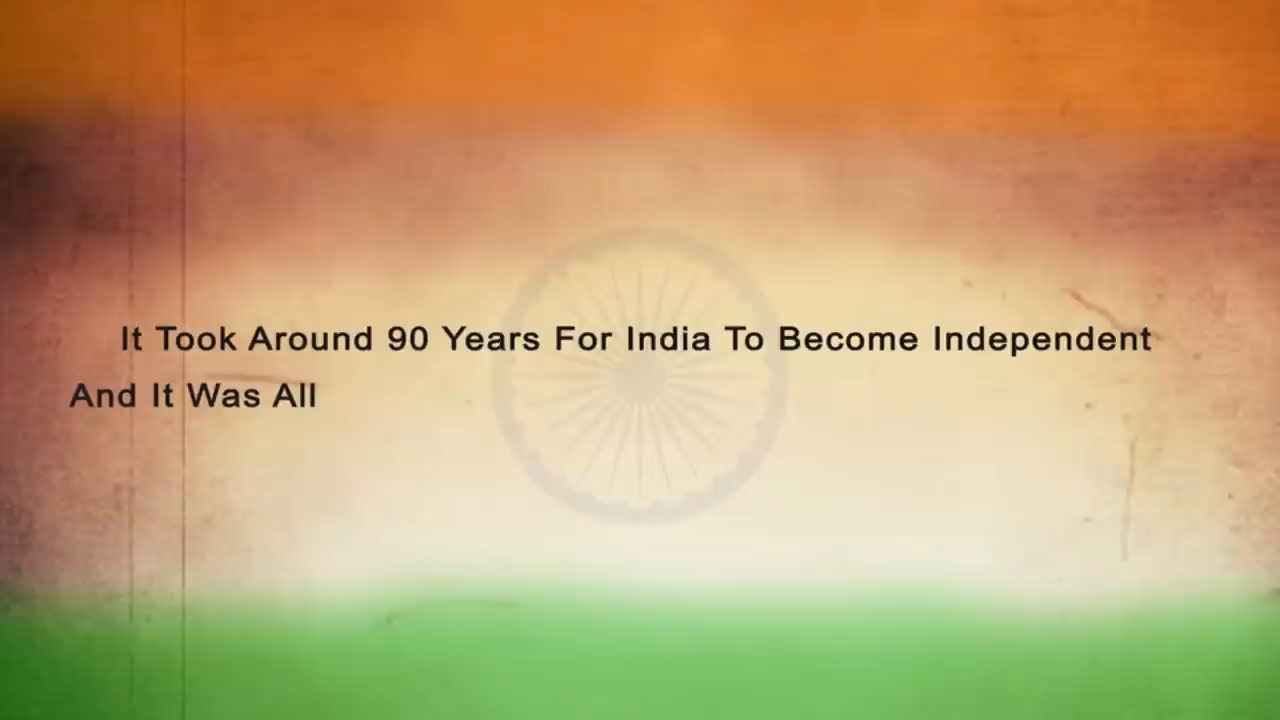 It Took Around 90 Years For India To Become Independent
And It Was All